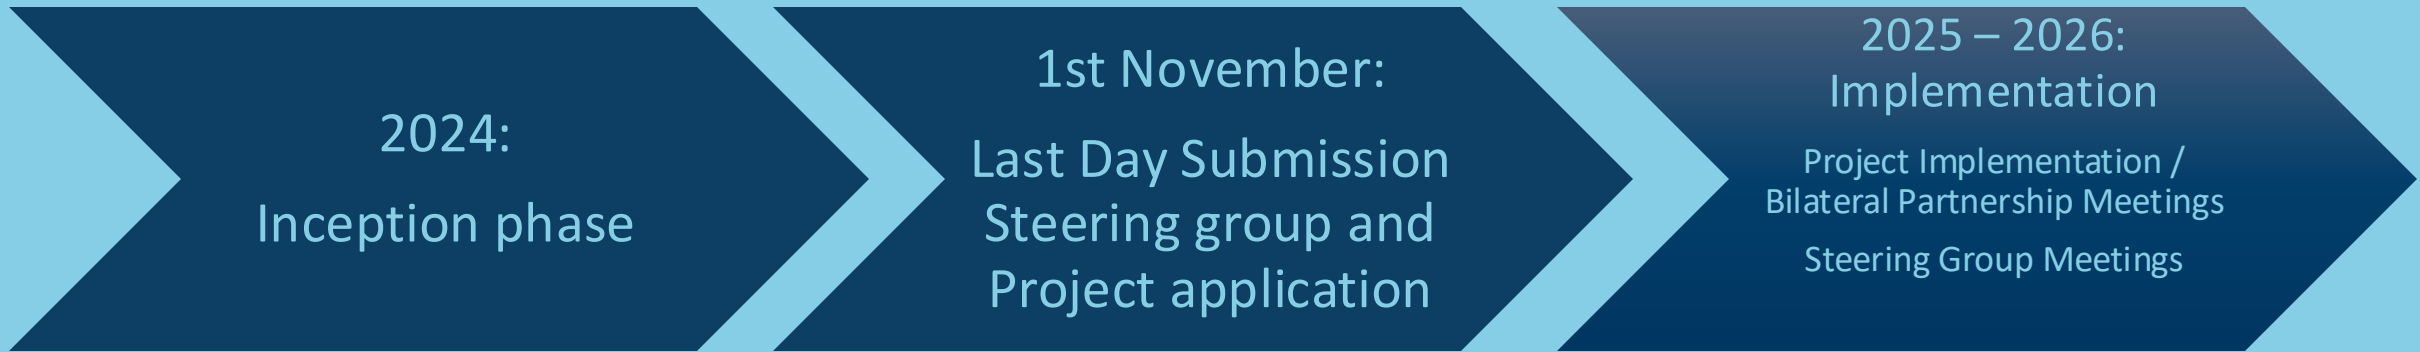 2024:
Inception phase
1st November:
Last Day Submission
Steering group and
Project application
2025 – 2026:
Implementation
Project Implementation /
Bilateral Partnership Meetings
Steering Group Meetings